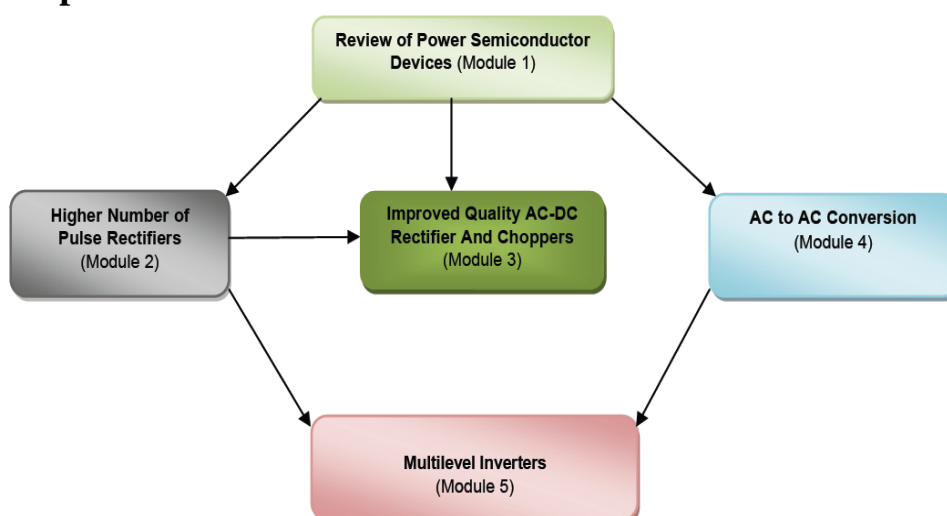 Review of Power Semiconductor
Devices (Module 1)
Higher Number of
Pulse Rectifiers
(Module 2)
Improved Quality AC-DC
Rectifier And Choppers
(Module 3)
AC to AC Conversion
(Module 4)
Multilevel Inverters
(Module 5)